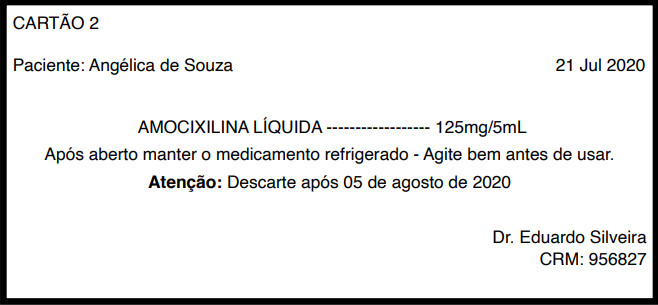 CARTÃO 2
Paciente: Angélica de Souza 21 Jul 2020
AMOCIXILINA LÍQUIDA ------------------ 125mg/5mL
Após aberto manter o medicamento refrigerado - Agite bem antes de usar.
Atenção: Descarte após 05 de agosto de 2020
Dr. Eduardo Silveira
CRM: 956827